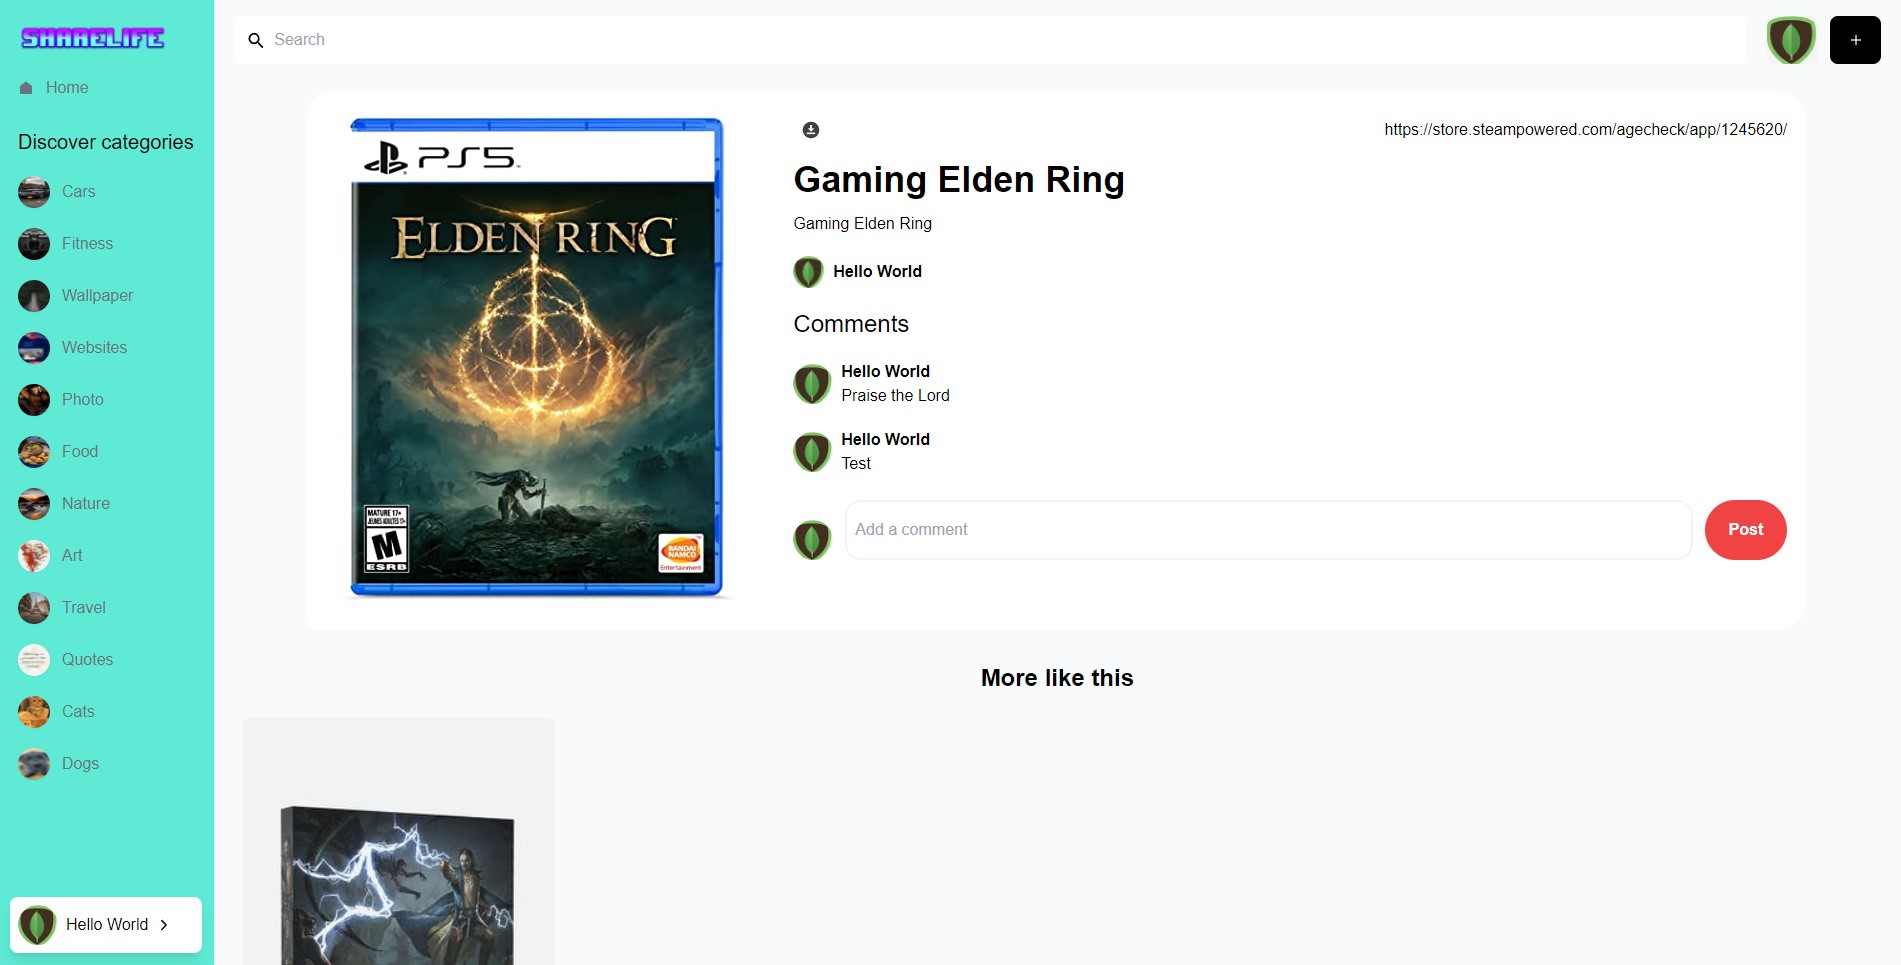 SHARELIFE
Home
Discover categories
Cars
Fitness
Wallpaper
Websites
Photo
Food
Nature
Art
Travel
Quotes
Cats
Dogs
Hello World
Search
+
PS5
ELDEN RING
MATURE 17+
JEUNES ADULTES 17+
M
ESRB
BANDAI
NAMCO
Entertainment
https://store.steampowered.com/agecheck/app/1245620/
Gaming Elden Ring
Gaming Elden Ring
Hello World
Comments
Hello World
Praise the Lord
Hello World
Test
Add a comment
Post
More like this